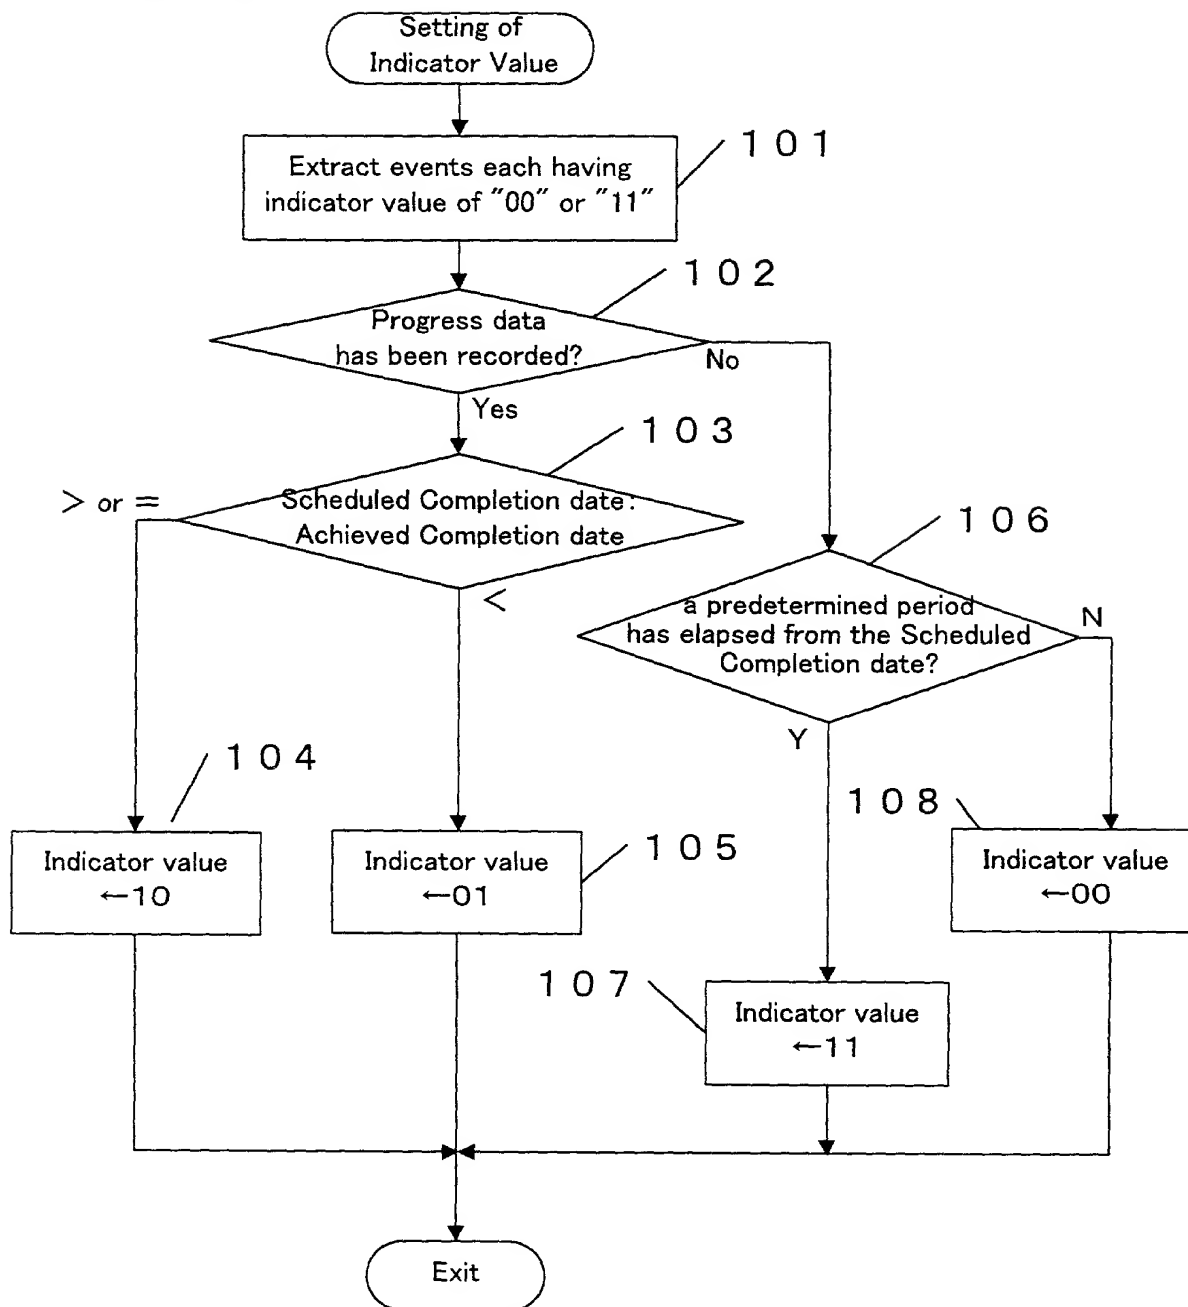 Setting of
Indicator Value
101
Extract events each having
indicator value of "00" or "11"
102
Progress data
has been recorded?
No
Yes
103
> or =
Scheduled Completion date:
Achieved Completion date
<
106
a predetermined period
has elapsed from the Scheduled
Completion date?
N
Y
104
108
Indicator value
←10
Indicator value
←01
105
Indicator value
←00
107
Indicator value
←11
Exit